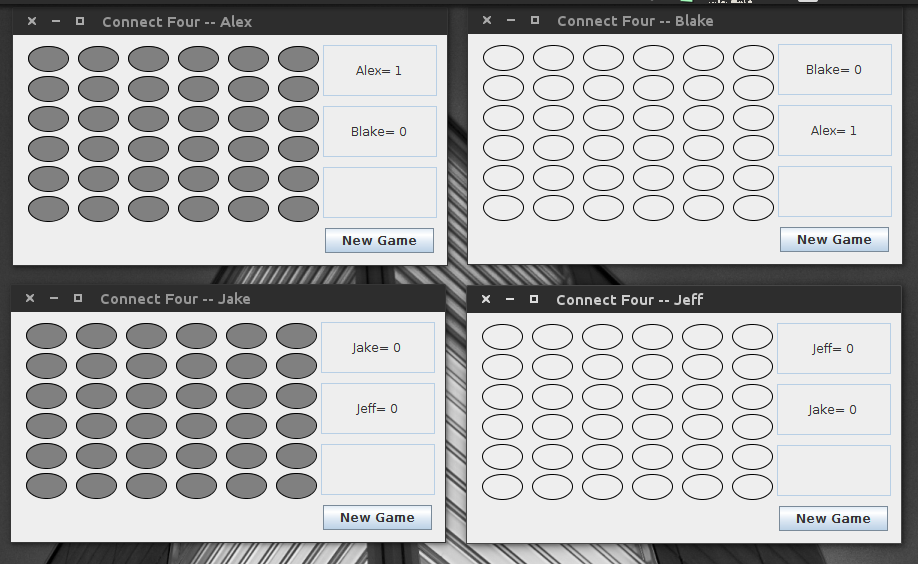 Connect Four -- Alex
Alex= 1
Blake= 0
New Game
Connect Four -- Blake
Blake= 0
Alex= 1
New Game
Connect Four -- Jake
Jake= 0
Jeff= 0
New Game
Connect Four -- Jeff
Jeff= 0
Jake= 0
New Game